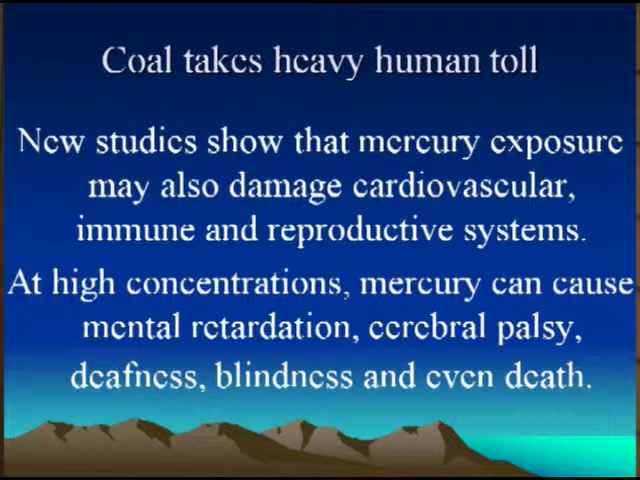 Coal takes heavy human toll
New studies show that mercury exposure
may also damage cardiovascular,
immune and reproductive systems.
At high concentrations, mercury can cause
mental retardation, cerebral palsy,
deafness, blindness and even death.